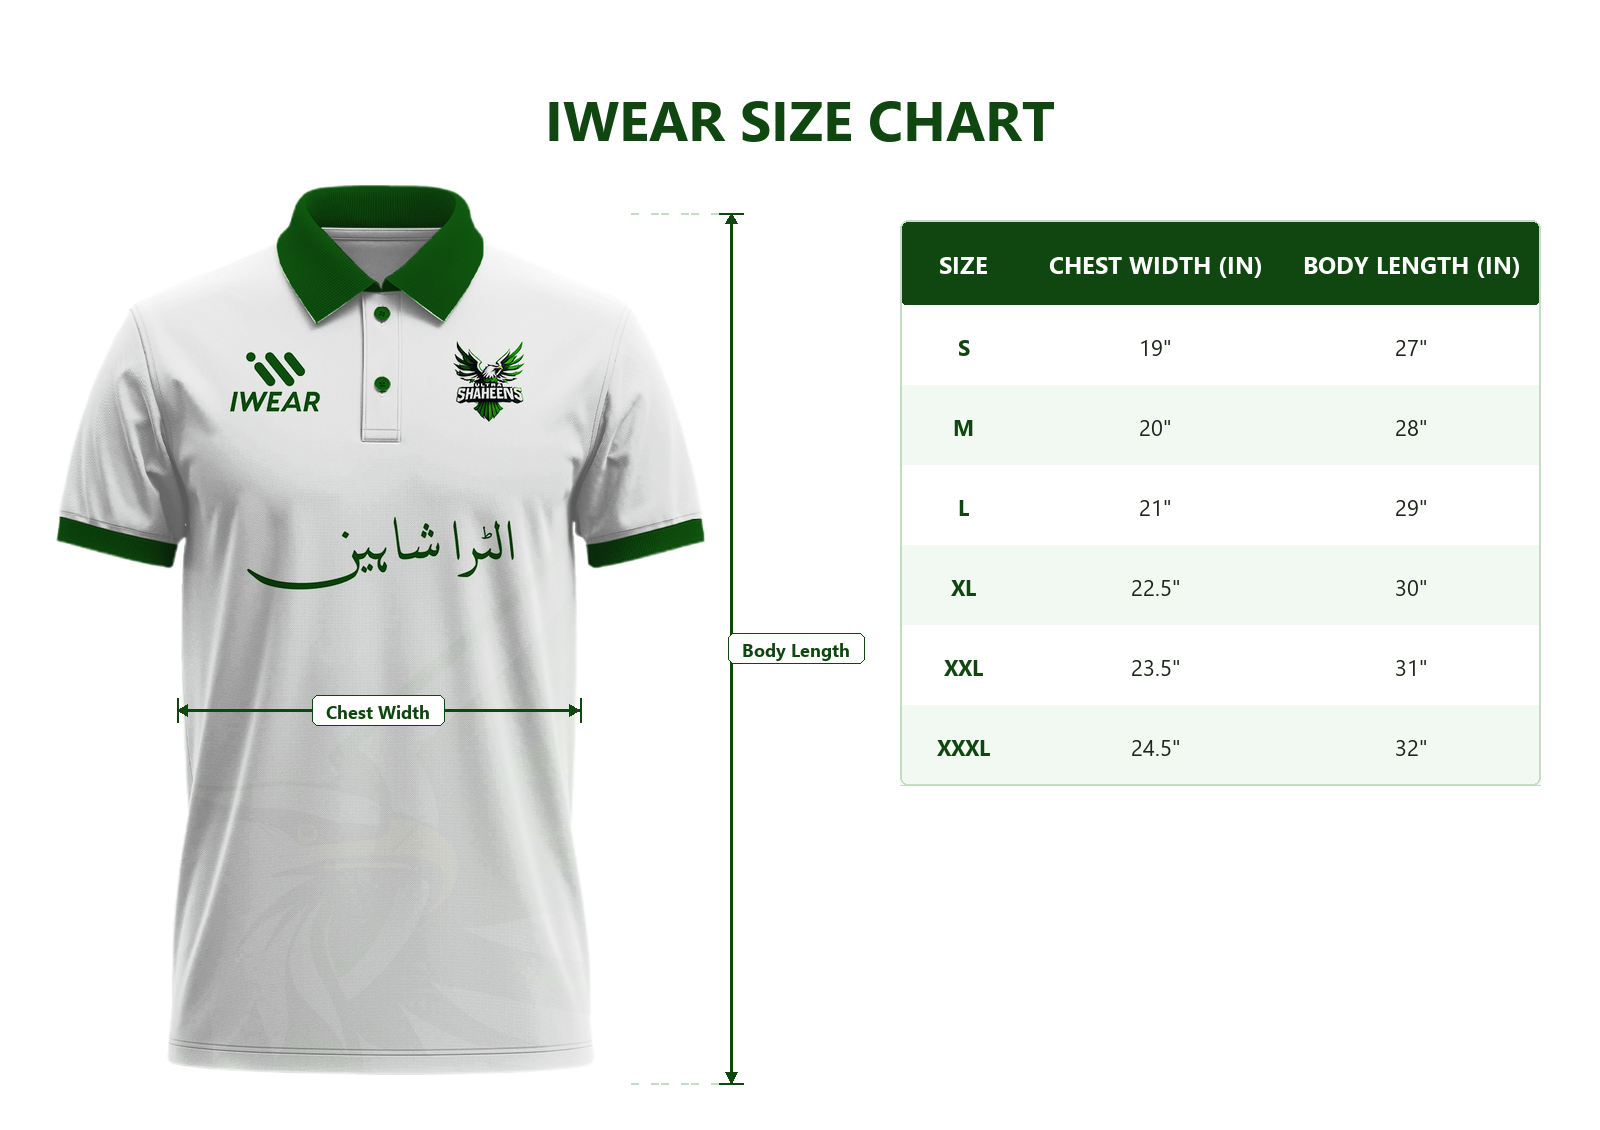 IWEAR SIZE CHART
IWEAR
ULTRA
SHAHEENS
الٹرا شاہین
Chest Width
Body Length
SIZE CHEST WIDTH (IN) BODY LENGTH (IN)
S 19" 27"
M 20" 28"
L 21" 29"
XL 22.5" 30"
XXL 23.5" 31"
XXXL 24.5" 32"